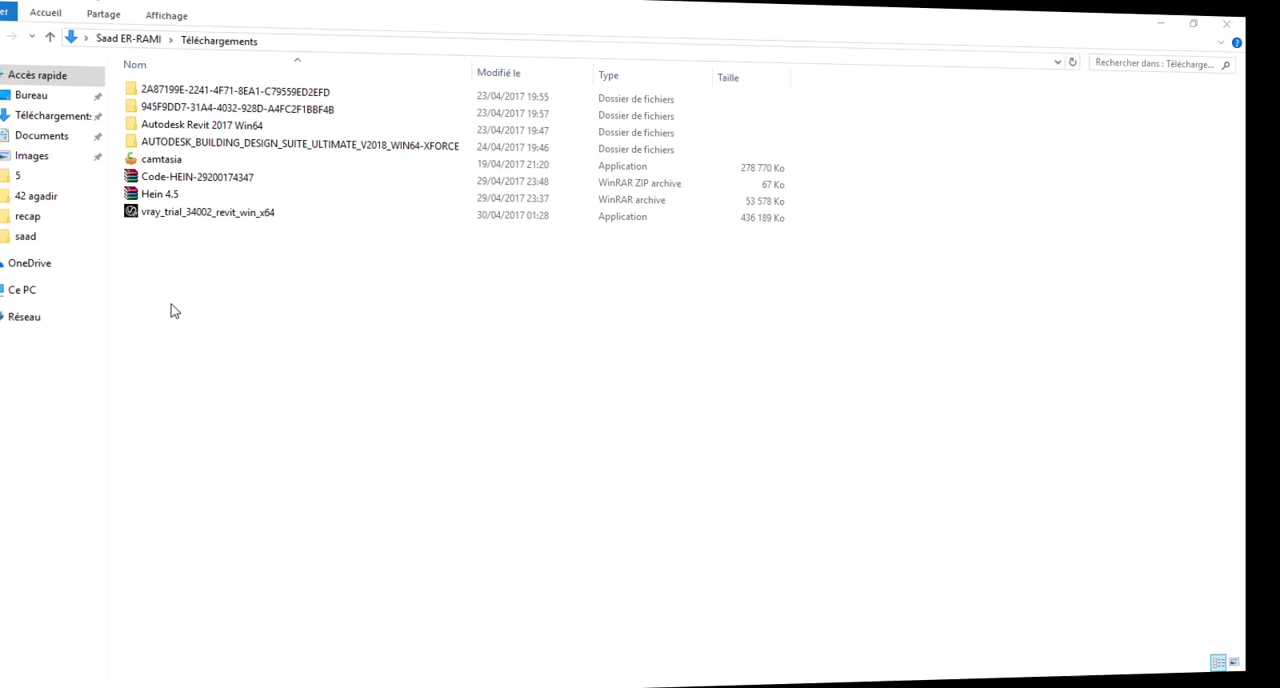 er Accueil Partage Affichage
Saad ER-RAMI > Téléchargements
Rechercher dans : Télécharge...
Nom Modifié le Type Taille
Accès rapide
Bureau
Téléchargements
Documents
Images
5
42 agadir
recap
saad
OneDrive
Ce PC
Réseau
2A87199E-2241-4F71-8EA1-C79559ED2EFD 23/04/2017 19:55 Dossier de fichiers
945F9DD7-31A4-4032-928D-A4FC2F1BBF4B 23/04/2017 19:57 Dossier de fichiers
Autodesk Revit 2017 Win64 23/04/2017 19:47 Dossier de fichiers
AUTODESK_BUILDING_DESIGN_SUITE_ULTIMATE_V2018_WIN64-XFORCE 24/04/2017 19:46 Dossier de fichiers
camtasia 19/04/2017 21:20 Application 278 770 Ko
Code-HEIN-29200174347 29/04/2017 23:48 WinRAR ZIP archive 67 Ko
Hein 4.5 29/04/2017 23:37 WinRAR archive 53 578 Ko
vray_trial_34002_revit_win_x64 30/04/2017 01:28 Application 436 189 Ko